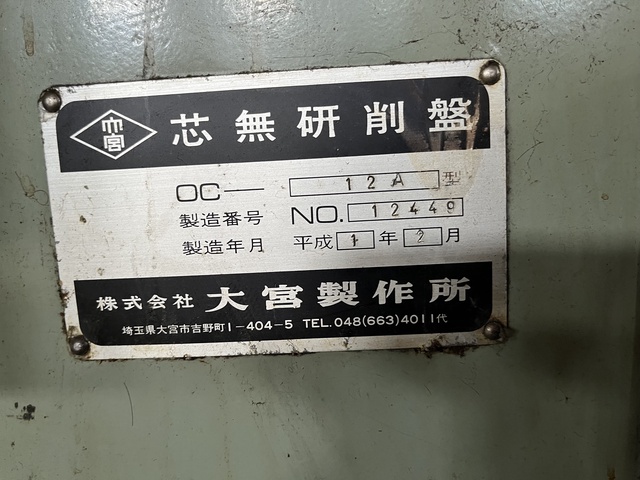 大宮 芯無研削盤
OC— 12A 型
製造番号 NO. 12449
製造年月 平成 1 年 2 月
株式会社 大宮製作所
埼玉県大宮市吉野町1-404-5 TEL.048(663)4011代